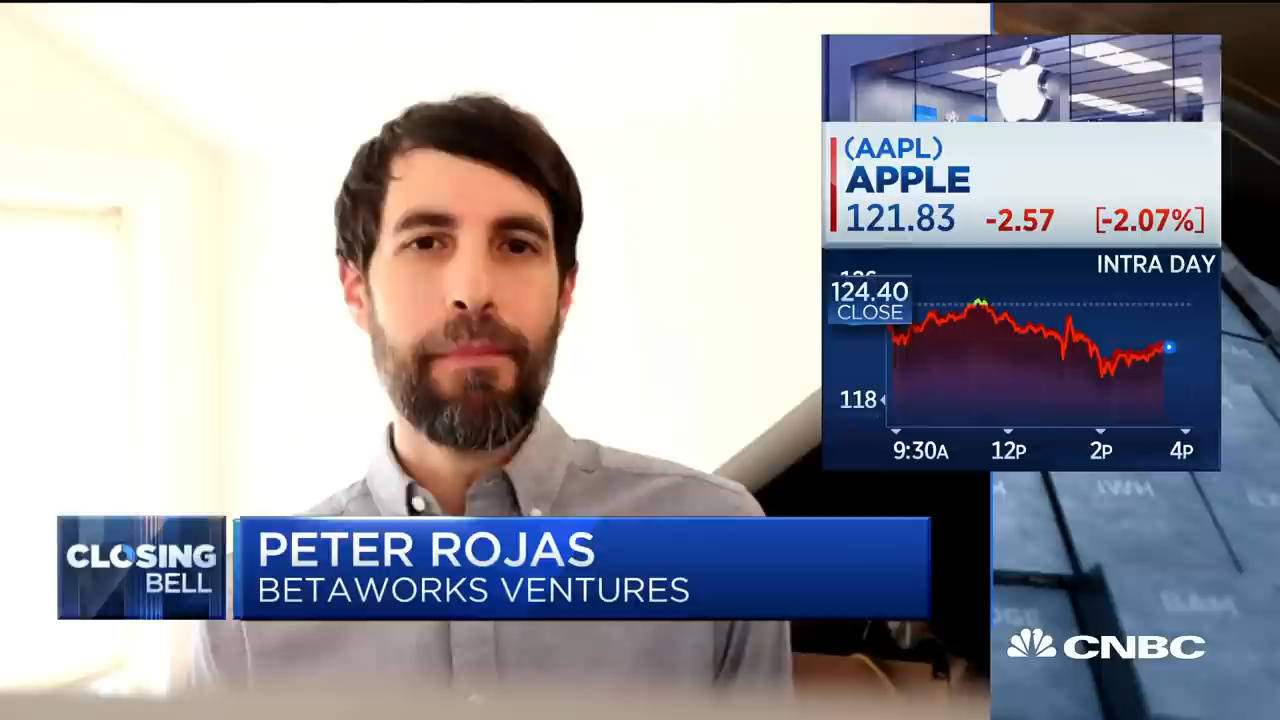 (AAPL)
APPLE
121.83 -2.57 [-2.07%]
INTRA DAY
124.40
CLOSE
118
9:30A 12P 2P 4P
CLOSING
BELL
PETER ROJAS
BETAWORKS VENTURES
CNBC